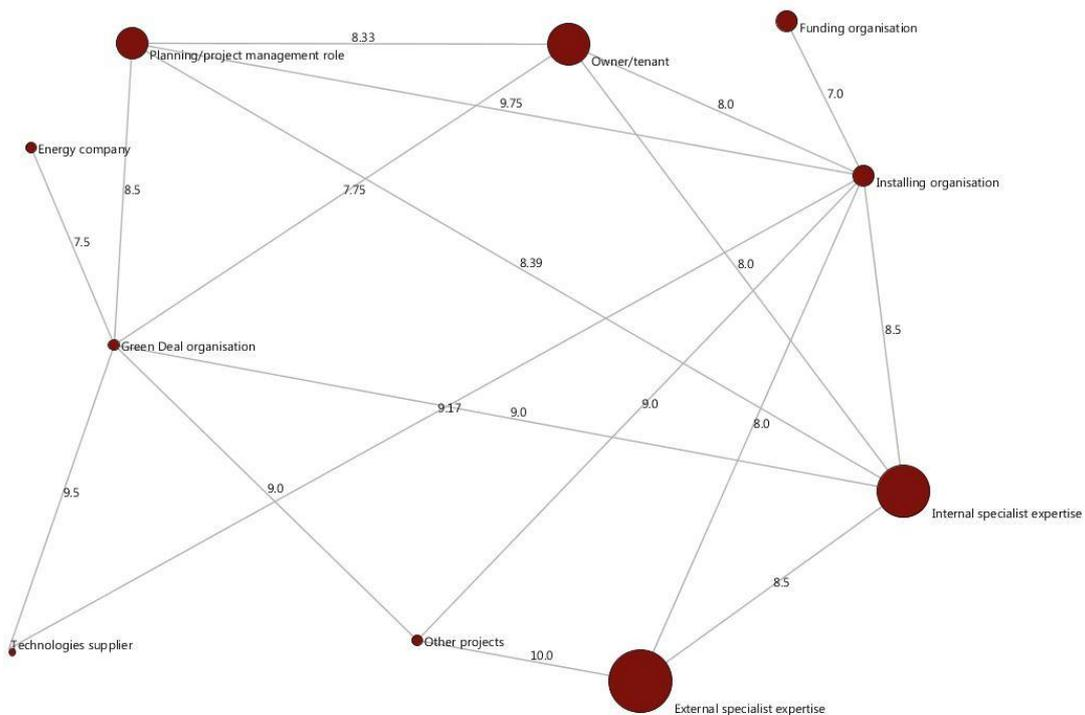 Funding organisation
8.33
Planning/project management role
Owner/tenant
7.0
9.75
8.0
Energy company
Installing organisation
8.5
7.75
7.5
8.39
8.0
8.5
Green Deal organisation
9.17
9.0
9.0
8.0
9.5
9.0
Internal specialist expertise
8.5
Technologies supplier
Other projects
10.0
External specialist expertise